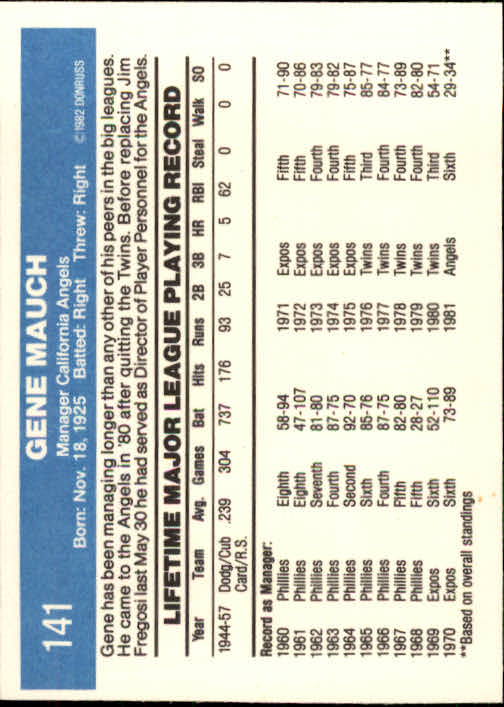 141
GENE MAUCH
Manager California Angels
Born: Nov. 18, 1925 Batted: Right Threw: Right ©1982 DONRUSS
Gene has been managing longer than any other of his peers in the big leagues.
He came to the Angels in '80 after quitting the Twins. Before replacing Jim
Fregosi last May 30 he had served as Director of Player Personnel for the Angels.
LIFETIME MAJOR LEAGUE PLAYING RECORD
Year Team Avg. Games Bat Hits Runs 2B 3B HR RBI Steal Walk SO
1944-57 Dodg/Cub .239 304 737 176 93 25 7 5 62 0 0 0
Card/R.S.
Record as Manager:
1960 Phillies Eighth 58-94 1971 Expos Fifth 71-90
1961 Phillies Eighth 47-107 1972 Expos Fifth 70-86
1962 Phillies Seventh 81-80 1973 Expos Fourth 79-83
1963 Phillies Fourth 87-75 1974 Expos Fourth 79-82
1964 Phillies Second 92-70 1975 Expos Fifth 75-87
1965 Phillies Sixth 85-76 1976 Twins Third 85-77
1966 Phillies Fourth 87-75 1977 Twins Fourth 84-77
1967 Phillies Fifth 82-80 1978 Twins Fourth 73-89
1968 Phillies Fifth 28-27 1979 Twins Fourth 82-80
1969 Expos Sixth 52-110 1980 Twins Third 54-71
1970 Expos Sixth 73-89 1981 Angels Sixth 29-34**
**Based on overall standings